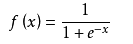 f(x) = 1 / (1 + e^{-x})